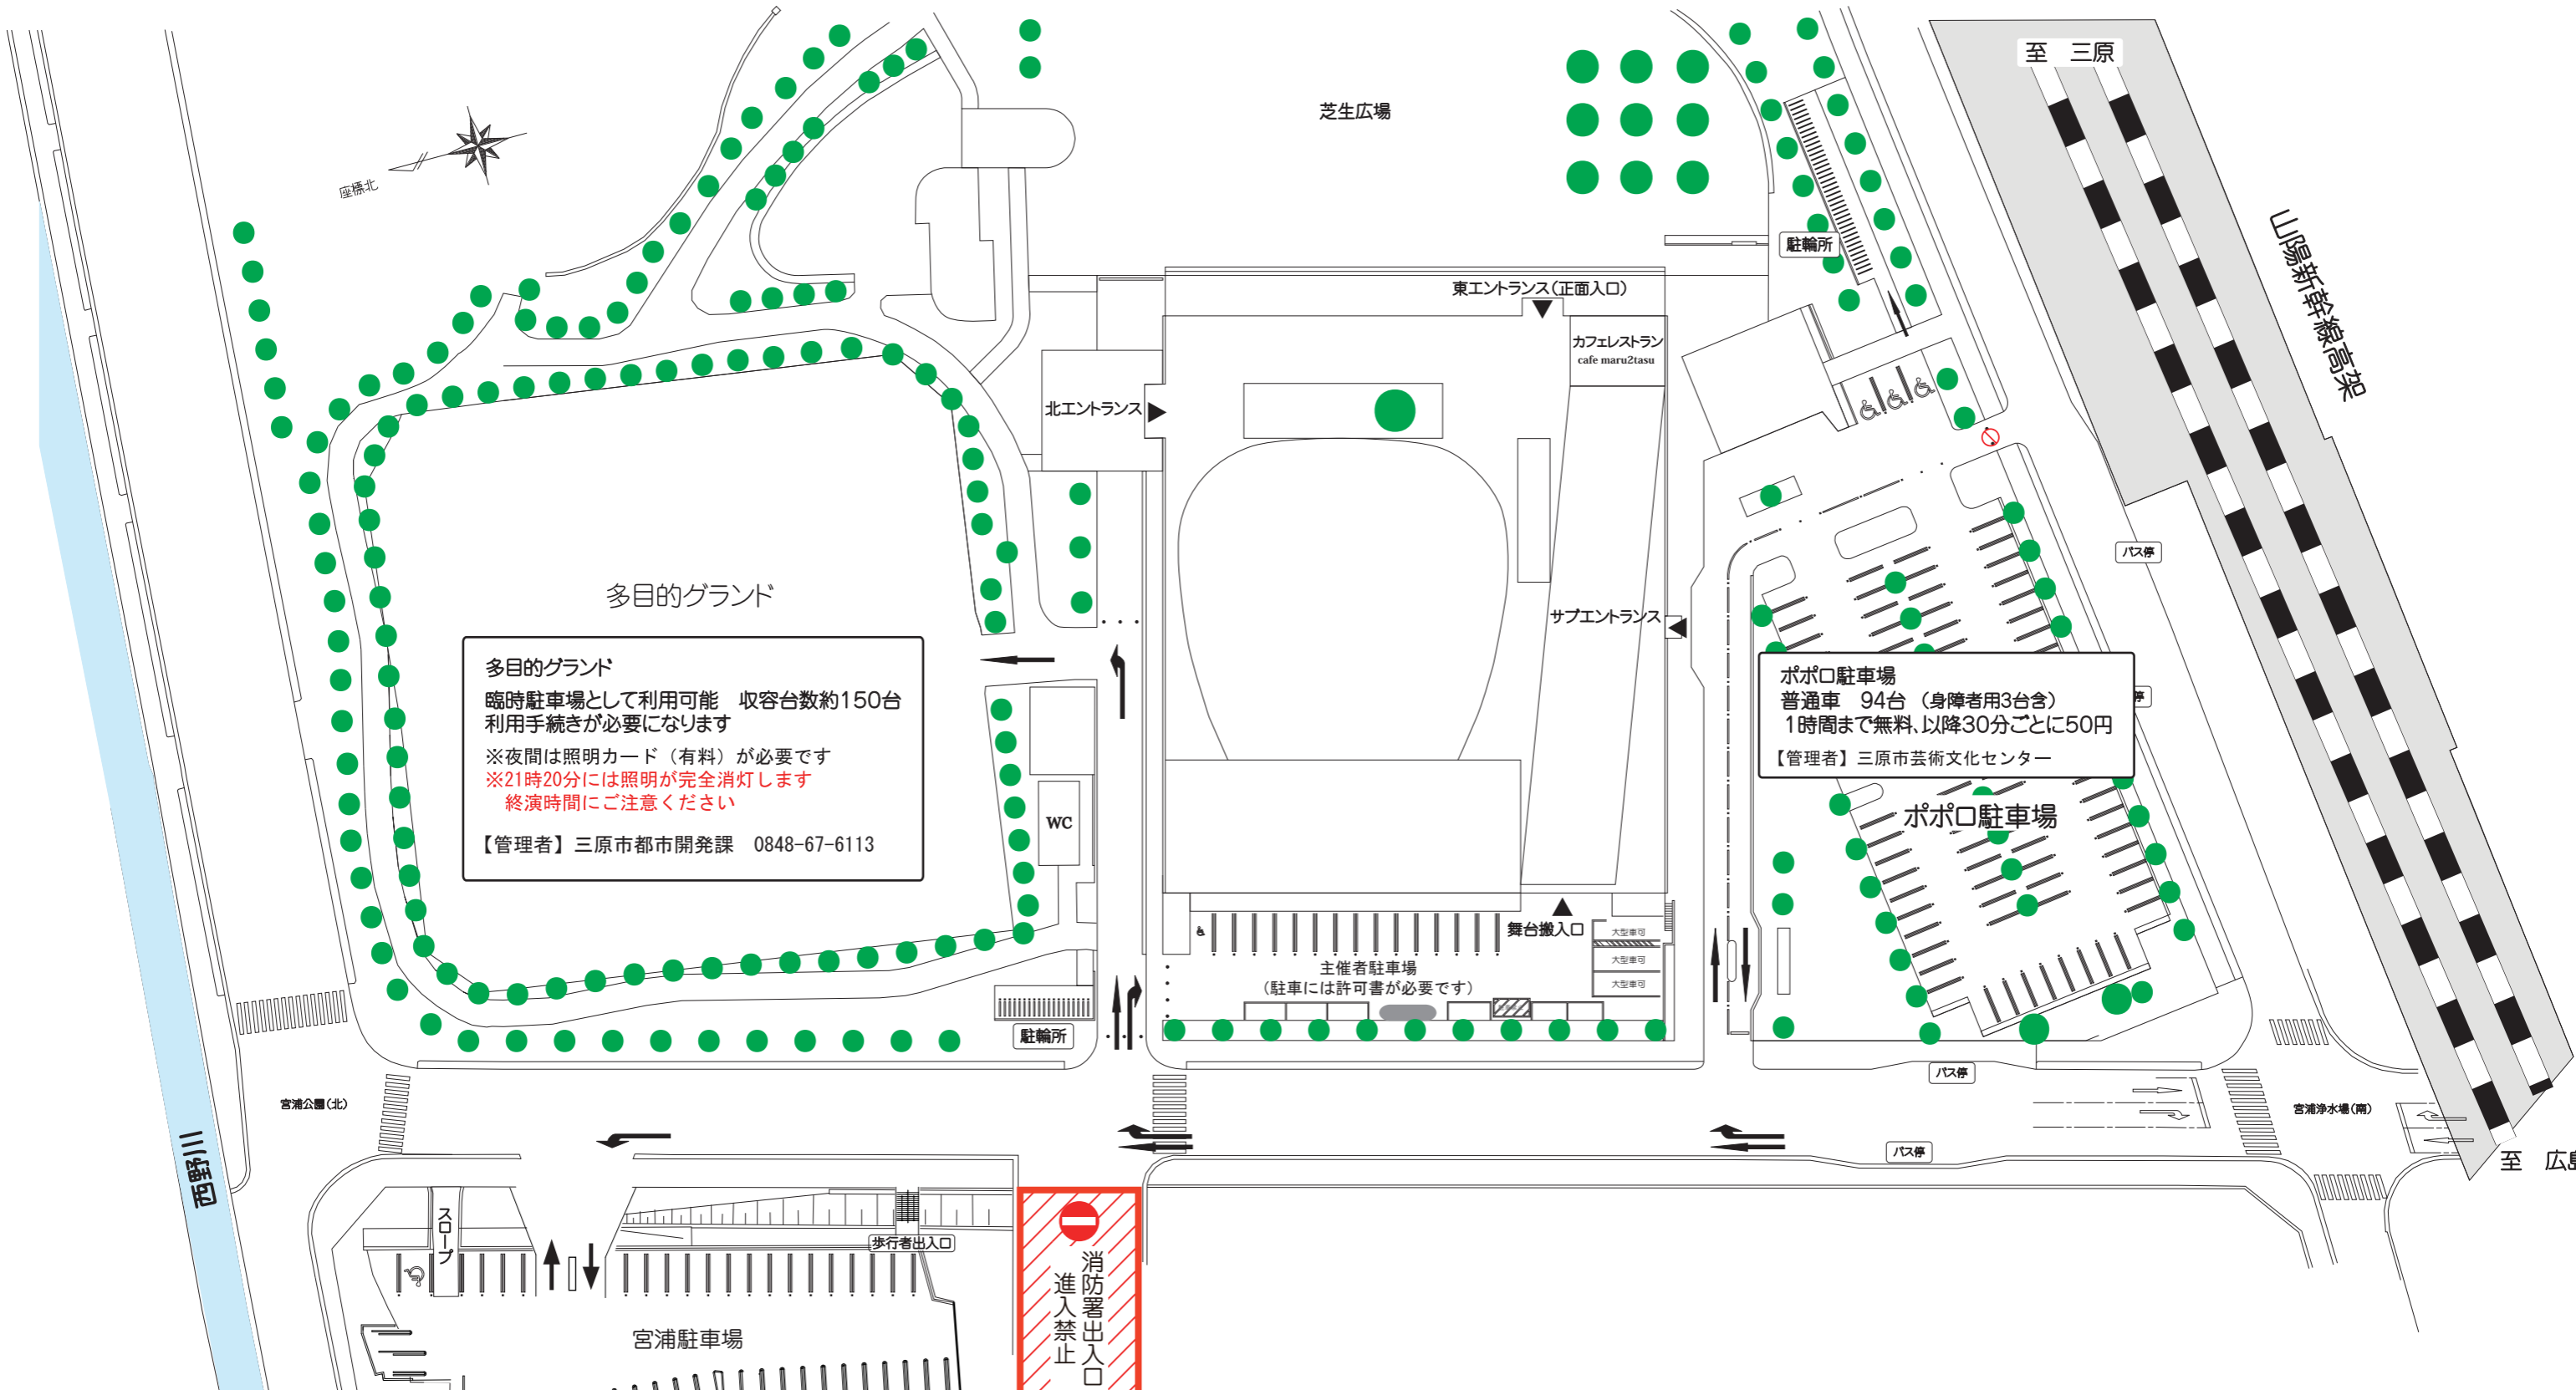 至　三原
芝生広場
座標北
山陽新幹線高架
駐輪所
東エントランス(正面入口)
カフェレストラン
cafe maru2tasu
北エントランス
バス停
多目的グランド
サブエントランス
多目的グランド
臨時駐車場として利用可能　収容台数約150台
利用手続きが必要になります
※夜間は照明カード（有料）が必要です
※21時20分には照明が完全消灯します
終演時間にご注意ください
【管理者】三原市都市開発課　0848-67-6113
ポポロ駐車場
普通車　94台（身障者用3台含）
1時間まで無料、以降30分ごとに50円
【管理者】三原市芸術文化センター
停
ポポロ駐車場
WC
舞台搬入口
大型車可
大型車可
大型車可
主催者駐車場
(駐車には許可書が必要です)
駐輪所
バス停
宮浦公園(北)
宮浦浄水場(南)
バス停
西野川
至　広島
スロープ
歩行者出入口
消防署出入口
進入禁止
宮浦駐車場